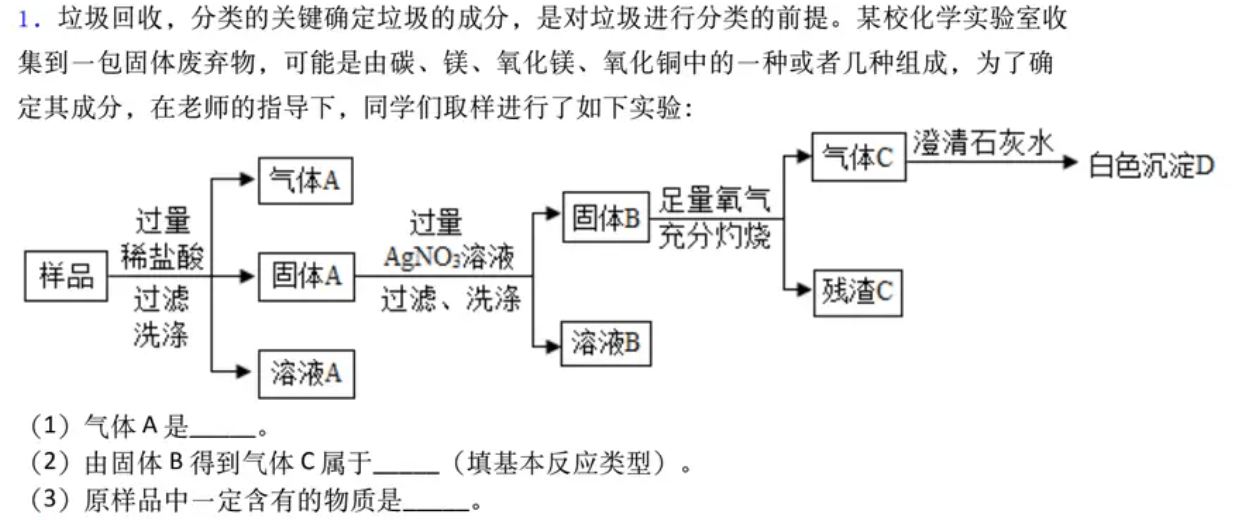 1. 垃圾回收，分类的关键确定垃圾的成分，是对垃圾进行分类的前提。某校化学实验室收
集到一包固体废弃物，可能是由碳、镁、氧化镁、氧化铜中的一种或者几种组成，为了确
定其成分，在老师的指导下，同学们取样进行了如下实验：
样品
过量
稀盐酸
过滤
洗涤
气体A
固体A
溶液A
过量
AgNO₃溶液
过滤、洗涤
固体B
溶液B
足量氧气
充分灼烧
气体C
残渣C
澄清石灰水
白色沉淀D
（1）气体 A 是_____。
（2）由固体 B 得到气体 C 属于_____（填基本反应类型）。
（3）原样品中一定含有的物质是_____。